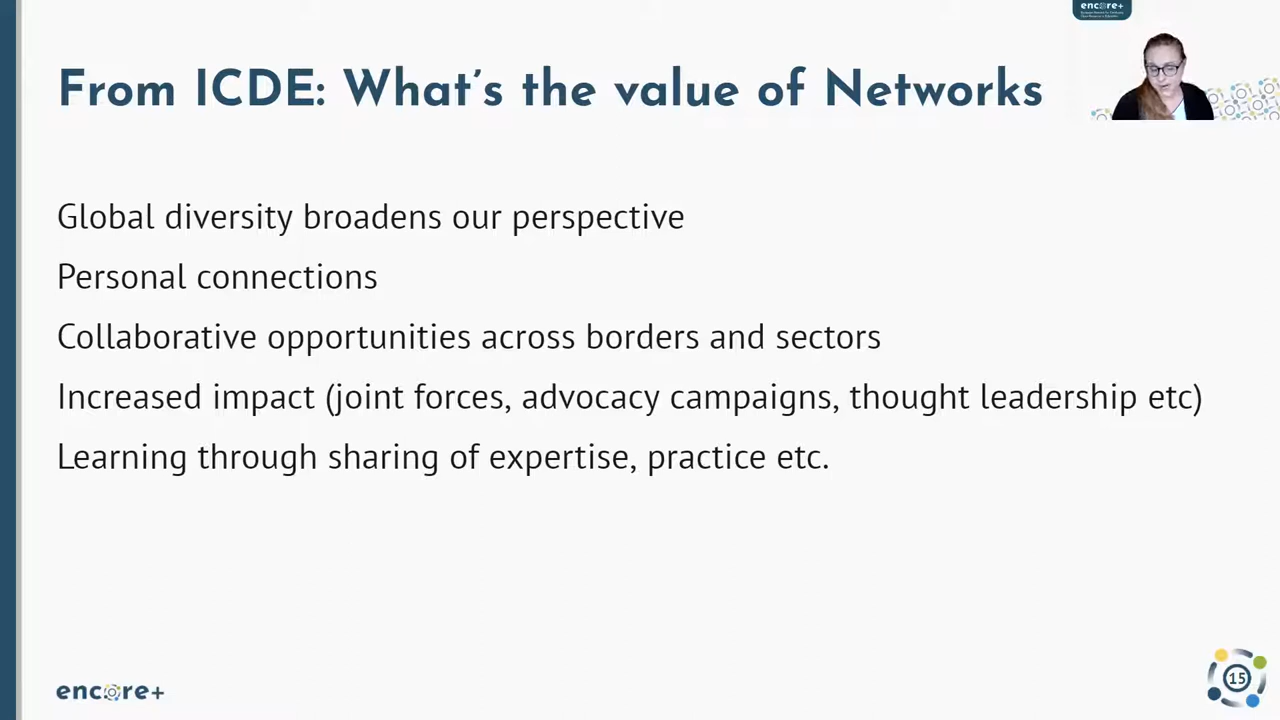 encore+
From ICDE: What's the value of Networks
Global diversity broadens our perspective
Personal connections
Collaborative opportunities across borders and sectors
Increased impact (joint forces, advocacy campaigns, thought leadership etc)
Learning through sharing of expertise, practice etc.
encore+
15